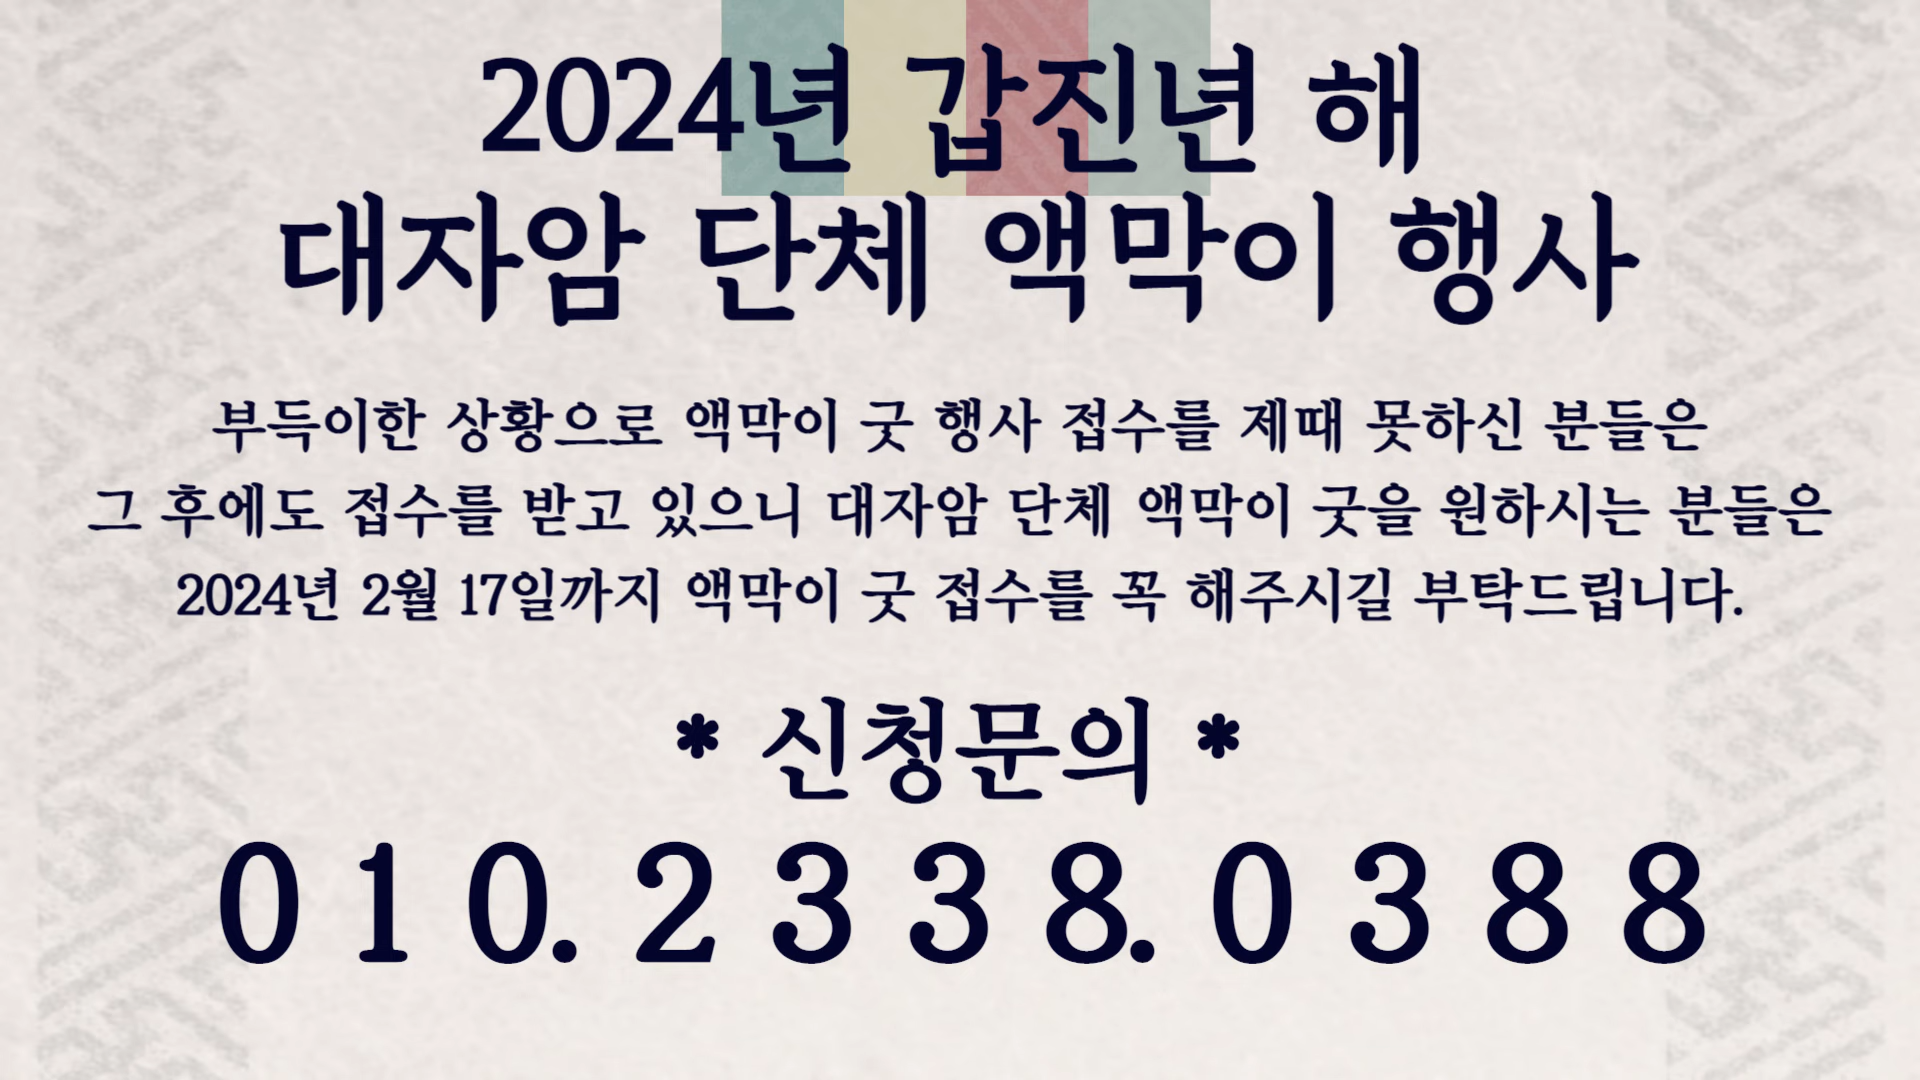 2024년 갑진년 해
대자암 단체 액막이 행사
부득이한 상황으로 액막이 굿 행사 접수를 제때 못하신 분들은
그 후에도 접수를 받고 있으니 대자암 단체 액막이 굿을 원하시는 분들은
2024년 2월 17일까지 액막이 굿 접수를 꼭 해주시길 부탁드립니다.
* 신청문의 *
010.2338.0388